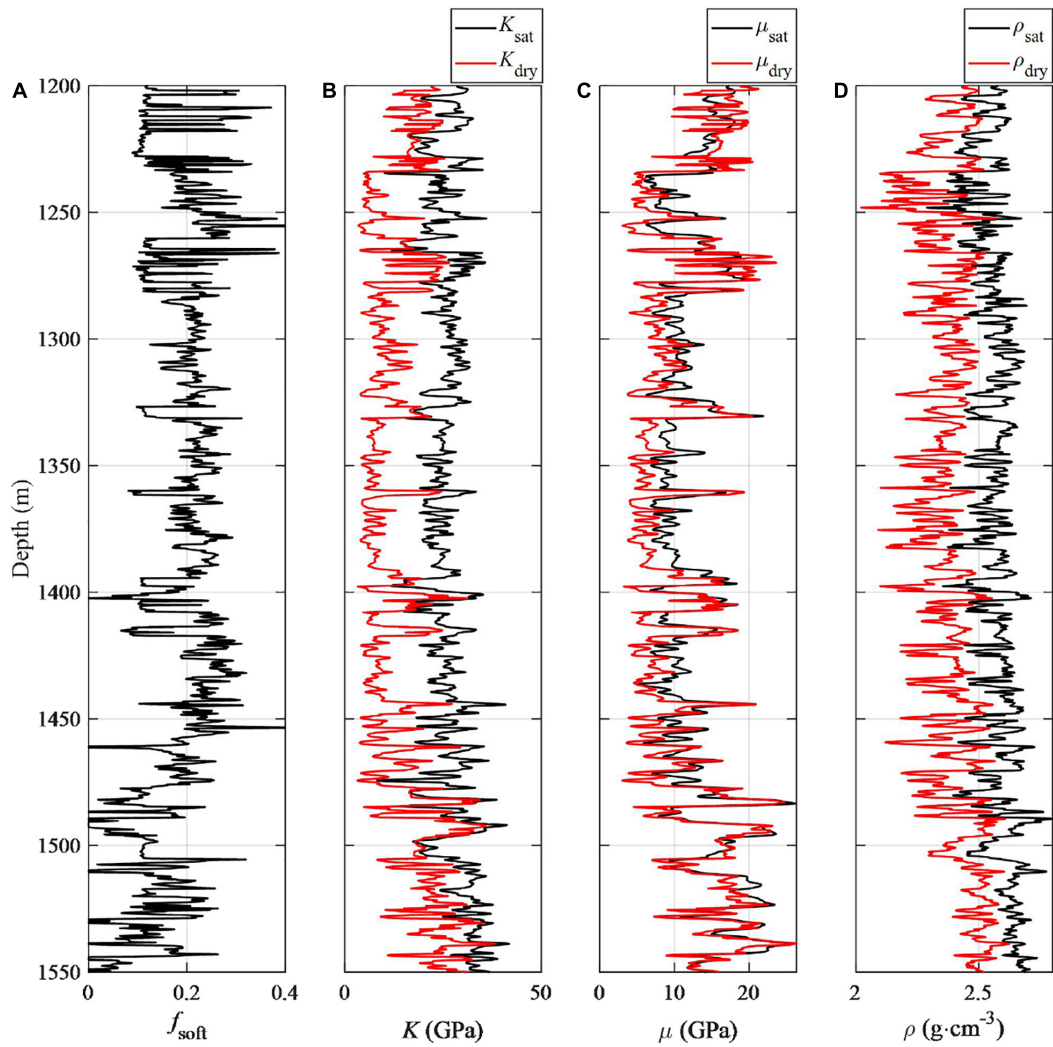 K_sat
K_dry
μ_sat
μ_dry
ρ_sat
ρ_dry
A
B
C
D
Depth (m)
1200
1250
1300
1350
1400
1450
1500
1550
0 0.2 0.4
0 50
0 10 20
2 2.5
f_soft
K (GPa)
μ (GPa)
ρ (g·cm⁻³)